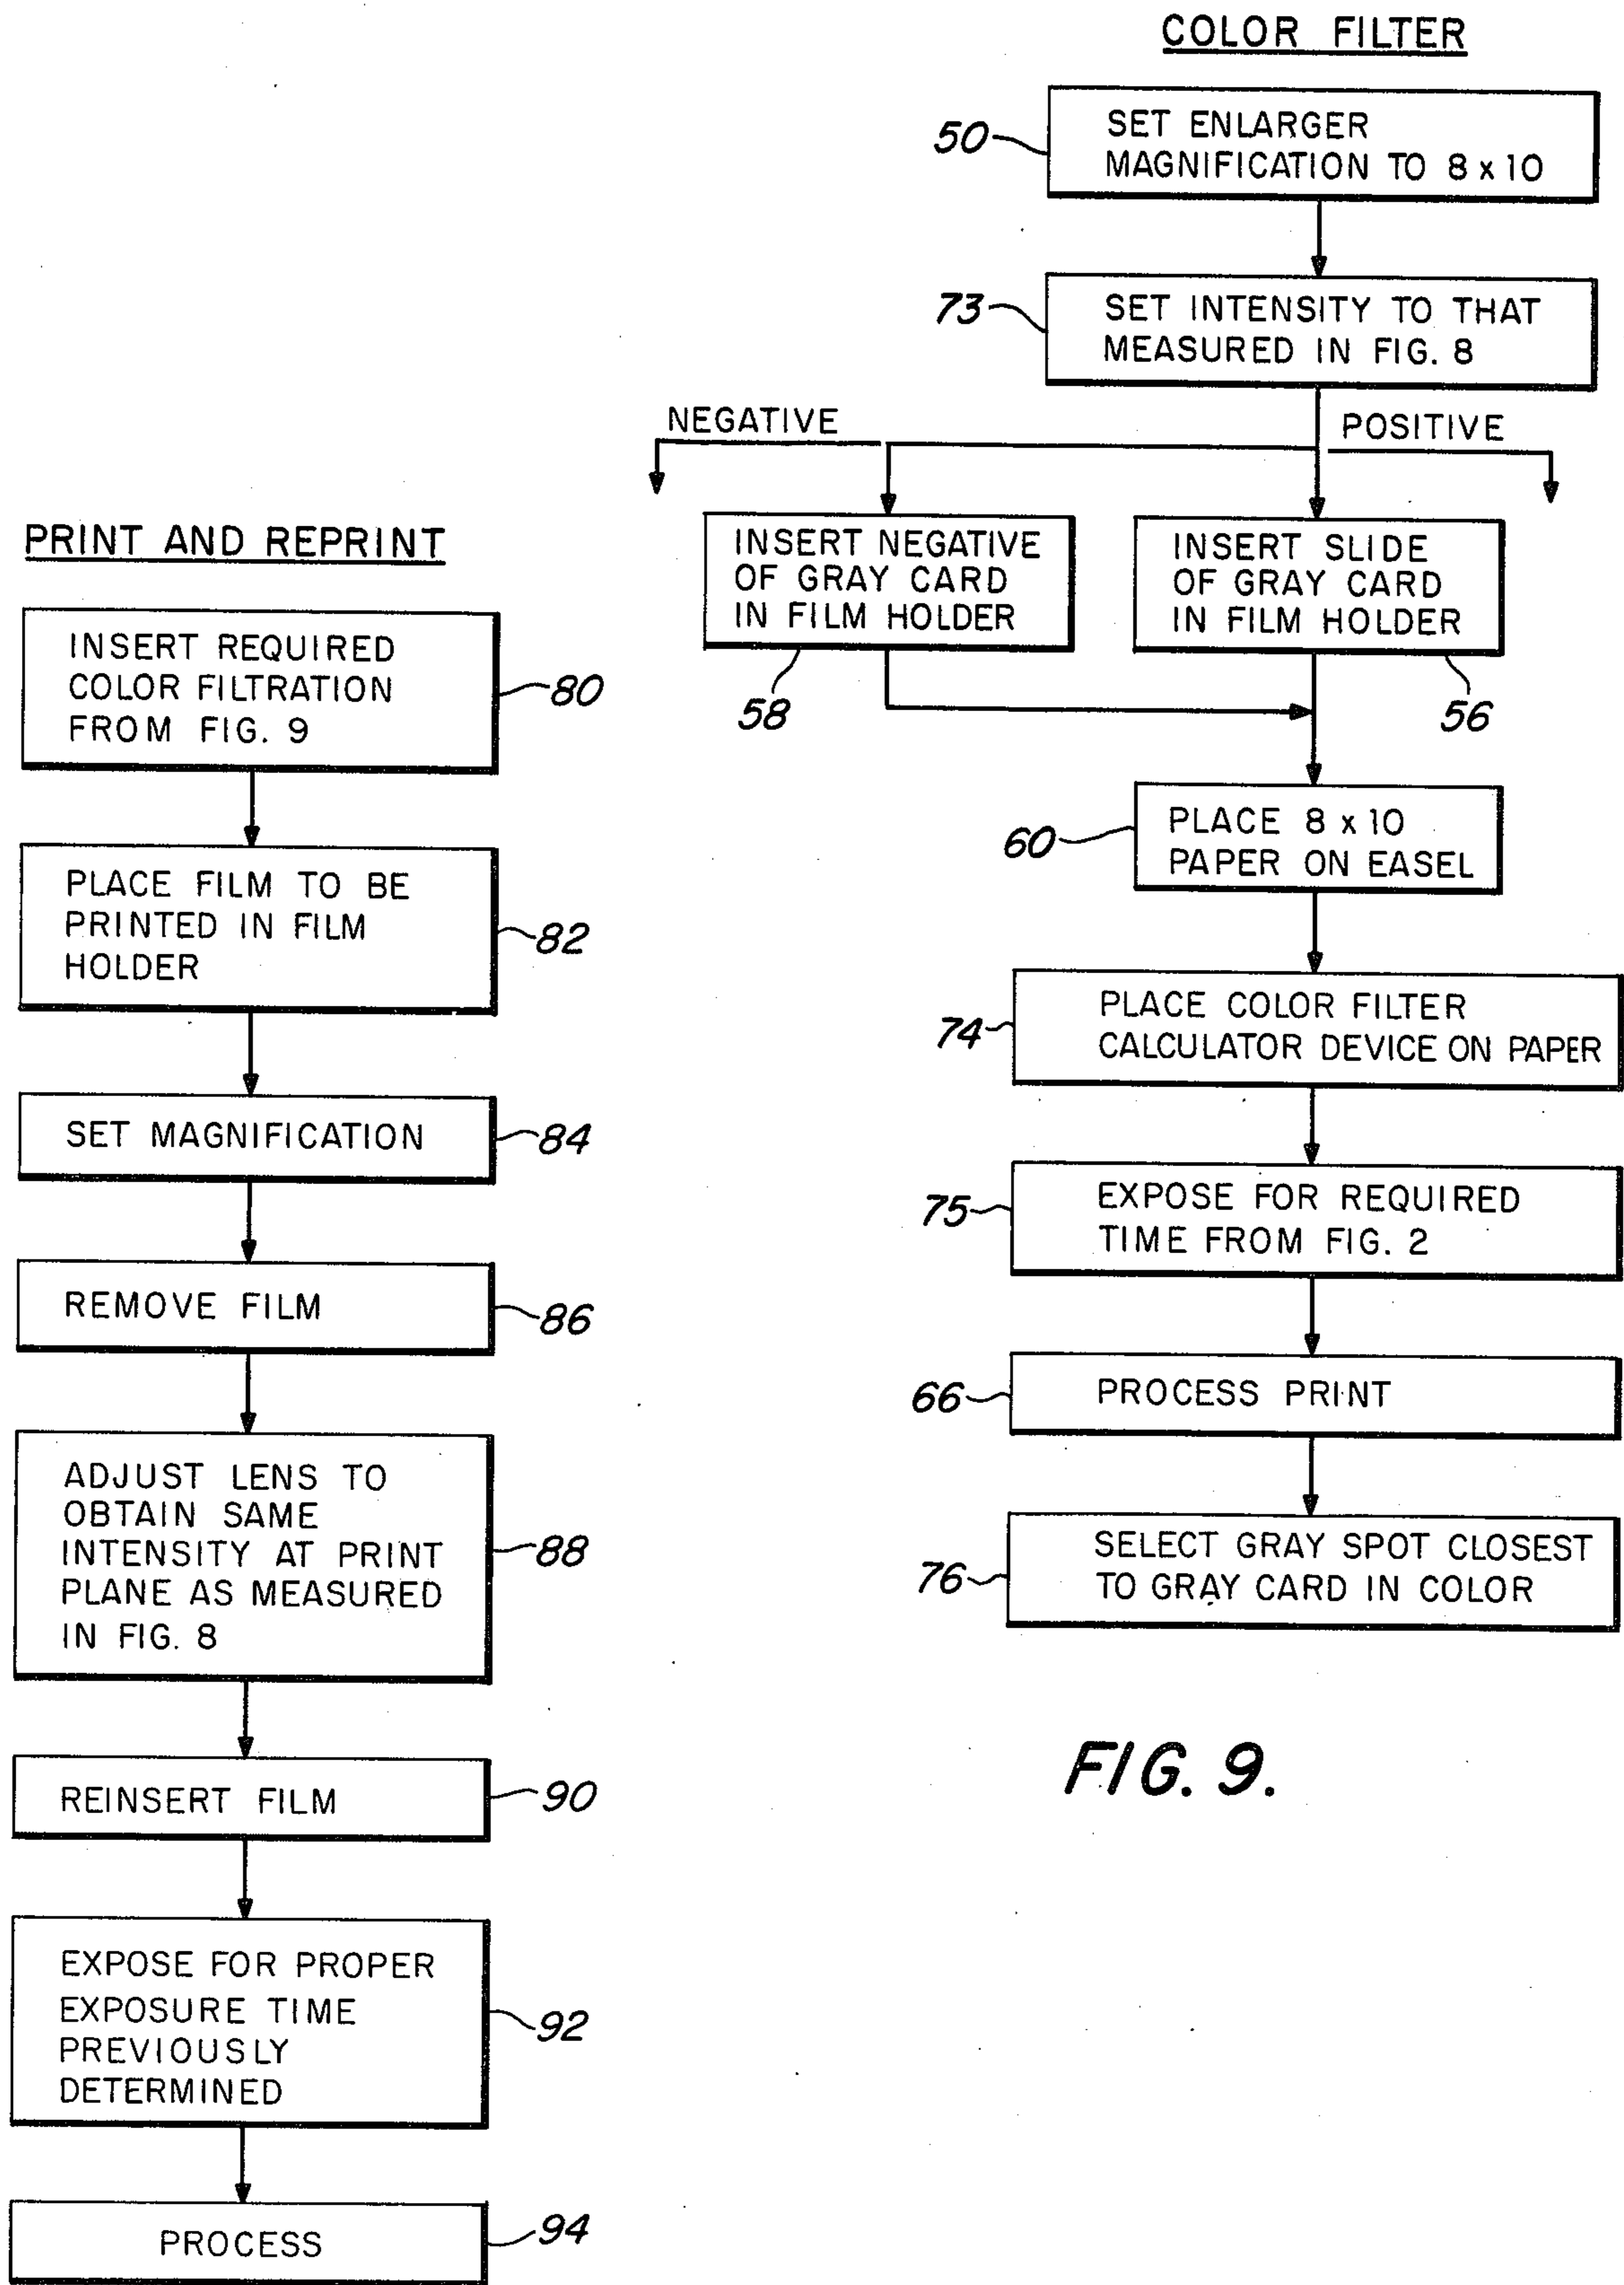 COLOR FILTER
50
SET ENLARGER
MAGNIFICATION TO 8 x 10
73
SET INTENSITY TO THAT
MEASURED IN FIG. 8
NEGATIVE
POSITIVE
INSERT NEGATIVE
OF GRAY CARD
IN FILM HOLDER
58
INSERT SLIDE
OF GRAY CARD
IN FILM HOLDER
56
60
PLACE 8 x 10
PAPER ON EASEL
74
PLACE COLOR FILTER
CALCULATOR DEVICE ON PAPER
75
EXPOSE FOR REQUIRED
TIME FROM FIG. 2
66
PROCESS PRINT
76
SELECT GRAY SPOT CLOSEST
TO GRAY CARD IN COLOR
FIG. 9.
PRINT AND REPRINT
INSERT REQUIRED
COLOR FILTRATION
FROM FIG. 9
80
PLACE FILM TO BE
PRINTED IN FILM
HOLDER
82
SET MAGNIFICATION
84
REMOVE FILM
86
ADJUST LENS TO
OBTAIN SAME
INTENSITY AT PRINT
PLANE AS MEASURED
IN FIG. 8
88
REINSERT FILM
90
EXPOSE FOR PROPER
EXPOSURE TIME
PREVIOUSLY
DETERMINED
92
PROCESS
94